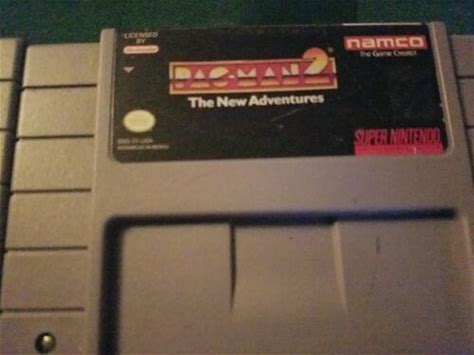 LICENSED
BY
Nintendo
PAC-MAN 2
The New Adventures
namco
The Game Creator
SUPER NINTENDO